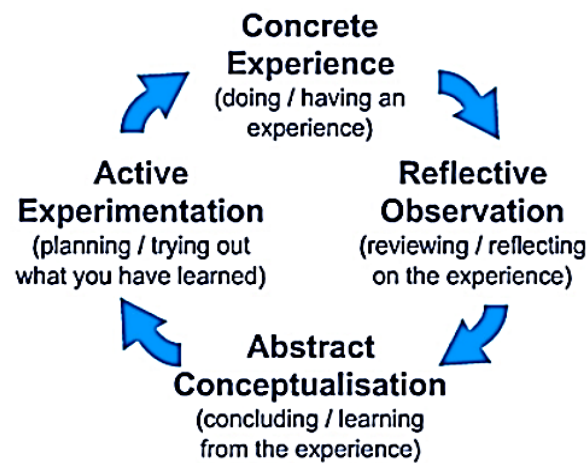 Concrete
Experience
(doing / having an
experience)
Reflective
Observation
(reviewing / reflecting
on the experience)
Abstract
Conceptualisation
(concluding / learning
from the experience)
Active
Experimentation
(planning / trying out
what you have learned)